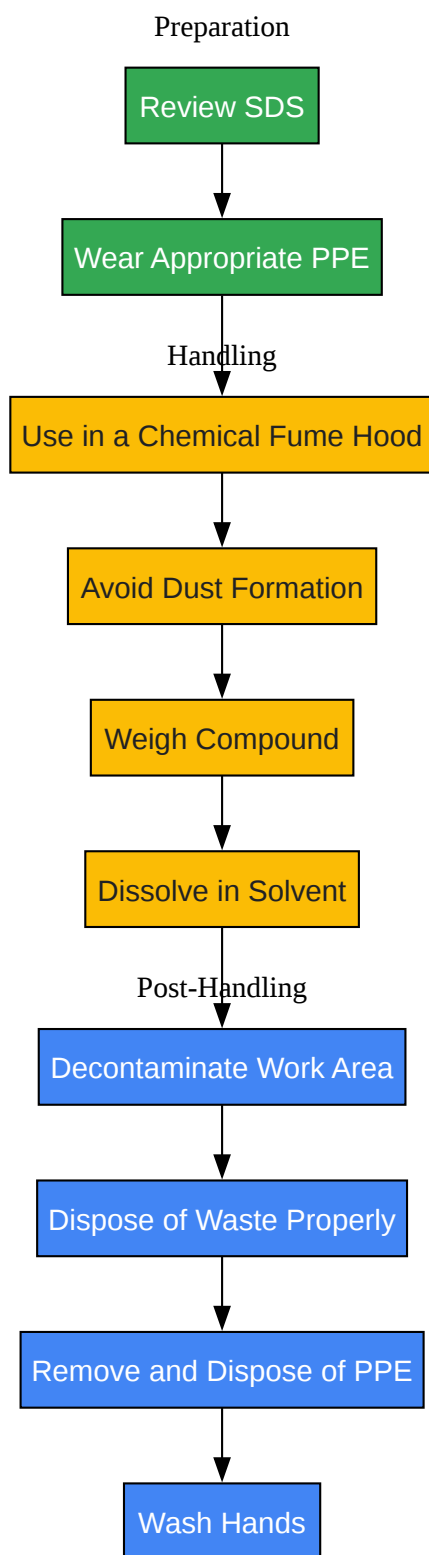 Preparation
Review SDS
Wear Appropriate PPE
Handling
Use in a Chemical Fume Hood
Avoid Dust Formation
Weigh Compound
Dissolve in Solvent
Post-Handling
Decontaminate Work Area
Dispose of Waste Properly
Remove and Dispose of PPE
Wash Hands